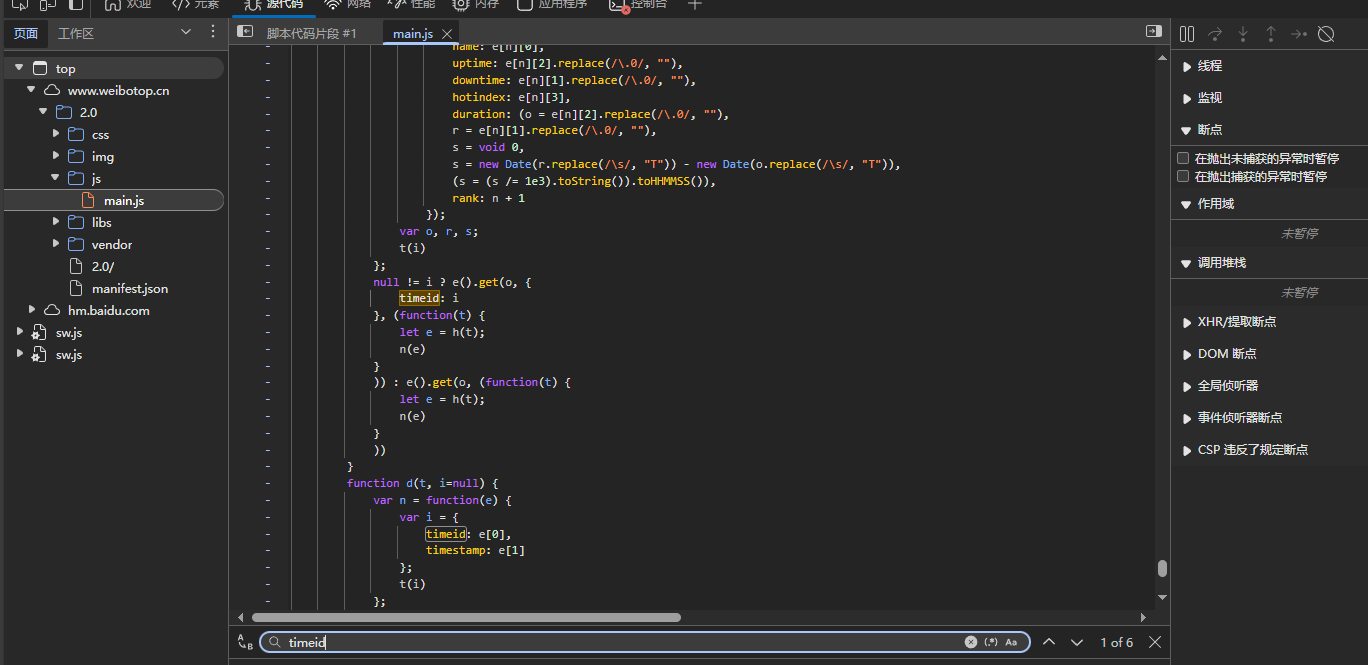 欢迎
元素
源代码
网络
性能
内存
应用程序
控制台
页面
工作区
脚本代码片段 #1
main.js
top
www.weibotop.cn
2.0
css
img
js
main.js
libs
vendor
2.0/
manifest.json
hm.baidu.com
sw.js
sw.js
name: e[n][0],
uptime: e[n][2].replace(/\.0/, ""),
downtime: e[n][1].replace(/\.0/, ""),
hotindex: e[n][3],
duration: (o = e[n][2].replace(/\.0/, ""),
r = e[n][1].replace(/\.0/, ""),
s = void 0,
s = new Date(r.replace(/\s/, "T")) - new Date(o.replace(/\s/, "T")),
(s = (s /= 1e3).toString()).toHHMMSS()),
rank: n + 1
});
var o, r, s;
t(i)
};
null != i ? e().get(o, {
timeid: i
}, (function(t) {
let e = h(t);
n(e)
}
)) : e().get(o, (function(t) {
let e = h(t);
n(e)
}
))
}
function d(t, i=null) {
var n = function(e) {
var i = {
timeid: e[0],
timestamp: e[1]
};
t(i)
};
A
B
timeid
(.*)
Aa
1 of 6
线程
监视
断点
在抛出未捕获的异常时暂停
在抛出捕获的异常时暂停
作用域
未暂停
调用堆栈
未暂停
XHR/提取断点
DOM 断点
全局侦听器
事件侦听器断点
CSP 违反了规定断点